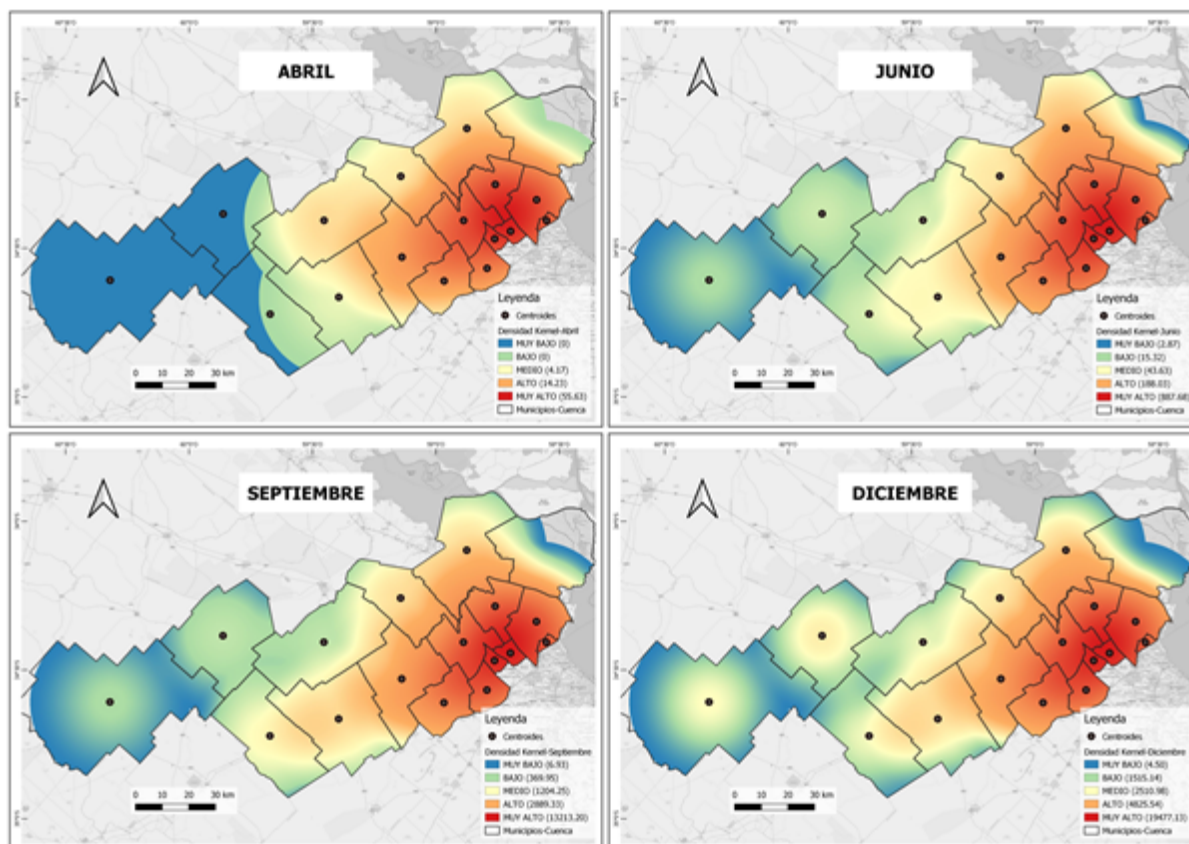 ABRIL
Leyenda
Centroides
Densidad Kernel-Abril
MUY BAJO (0)
BAJO (0)
MEDIO (4.17)
ALTO (14.23)
MUY ALTO (55.63)
Municipios-Cuenca
0 10 20 30 km
JUNIO
Leyenda
Centroides
Densidad Kernel-Junio
MUY BAJO (2.87)
BAJO (15.32)
MEDIO (43.63)
ALTO (188.03)
MUY ALTO (887.68)
Municipios-Cuenca
0 10 20 30 km
SEPTIEMBRE
Leyenda
Centroides
Densidad Kernel-Septiembre
MUY BAJO (6.93)
BAJO (369.95)
MEDIO (1204.25)
ALTO (2889.33)
MUY ALTO (13213.20)
Municipios-Cuenca
0 10 20 30 km
DICIEMBRE
Leyenda
Centroides
Densidad Kernel-Diciembre
MUY BAJO (4.50)
BAJO (1515.14)
MEDIO (2510.98)
ALTO (4825.54)
MUY ALTO (19477.13)
Municipios-Cuenca
0 10 20 30 km